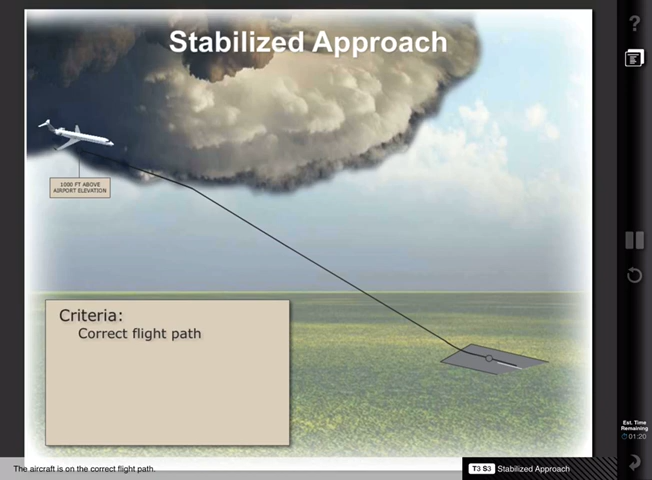 Stabilized Approach
?
1000 FT ABOVE
AIRPORT ELEVATION
Criteria:
Correct flight path
Est. Time
Remaining
01:20
The aircraft is on the correct flight path.
T3 S3 Stabilized Approach